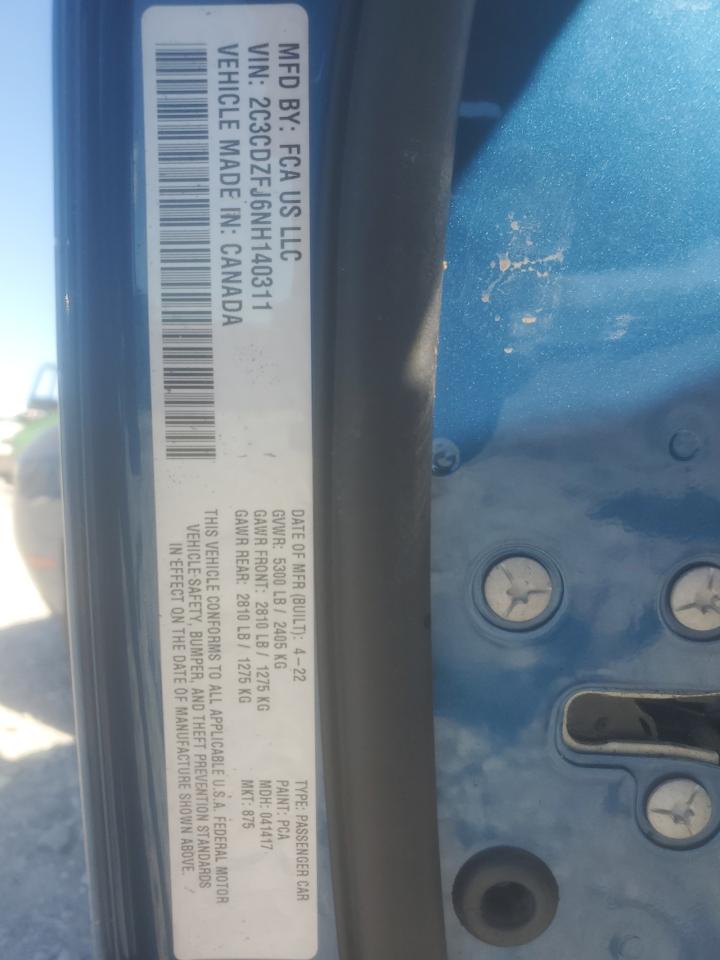 MFD BY: FCA US LLC
VIN: 2C3CDZFJ6NH140311
VEHICLE MADE IN: CANADA
DATE OF MFR (BUILT): 4-22
GVWR: 5300 LB / 2405 KG
GAWR FRONT: 2810 LB / 1275 KG
GAWR REAR: 2810 LB / 1275 KG
THIS VEHICLE CONFORMS TO ALL APPLICABLE U.S.A. FEDERAL MOTOR
VEHICLE SAFETY, BUMPER, AND THEFT PREVENTION STANDARDS
IN EFFECT ON THE DATE OF MANUFACTURE SHOWN ABOVE.
TYPE: PASSENGER CAR
PAINT: PCA
MDH: 041417
MKT: 875